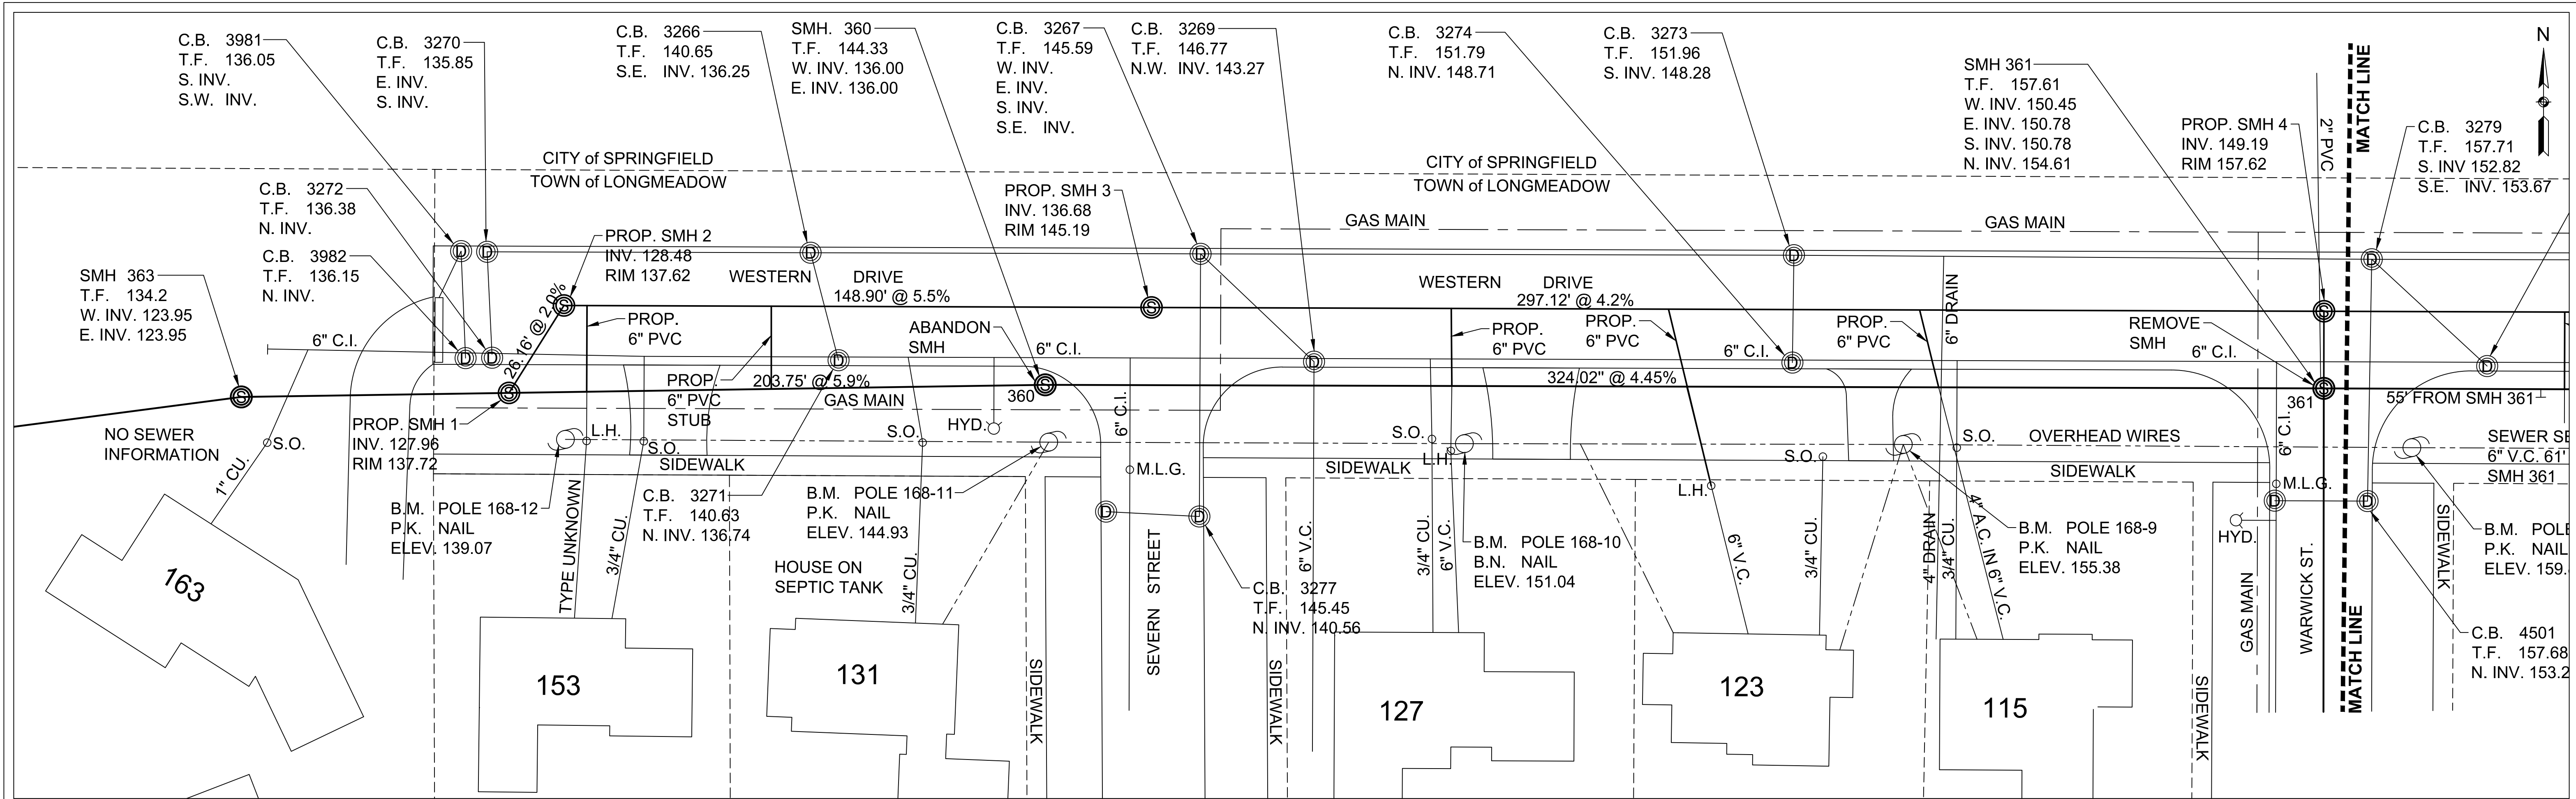 C.B. 3981
T.F. 136.05
S. INV.
S.W. INV.
C.B. 3270
T.F. 135.85
E. INV.
S. INV.
C.B. 3266
T.F. 140.65
S.E. INV. 136.25
SMH. 360
T.F. 144.33
W. INV. 136.00
E. INV. 136.00
C.B. 3267
T.F. 145.59
W. INV.
E. INV.
S. INV.
S.E. INV.
C.B. 3269
T.F. 146.77
N.W. INV. 143.27
C.B. 3274
T.F. 151.79
N. INV. 148.71
C.B. 3273
T.F. 151.96
S. INV. 148.28
SMH 361
T.F. 157.61
W. INV. 150.45
E. INV. 150.78
S. INV. 150.78
N. INV. 154.61
PROP. SMH 4
INV. 149.19
RIM 157.62
2" PVC
MATCH LINE
C.B. 3279
T.F. 157.71
S. INV 152.82
S.E. INV. 153.67
N
CITY of SPRINGFIELD
TOWN of LONGMEADOW
CITY of SPRINGFIELD
TOWN of LONGMEADOW
C.B. 3272
T.F. 136.38
N. INV.
C.B. 3982
T.F. 136.15
N. INV.
SMH 363
T.F. 134.2
W. INV. 123.95
E. INV. 123.95
PROP. SMH 2
INV. 128.48
RIM 137.62
PROP. SMH 3
INV. 136.68
RIM 145.19
GAS MAIN
GAS MAIN
D
D
D
D
D
D
WESTERN DRIVE
148.90' @ 5.5%
WESTERN DRIVE
297.12' @ 4.2%
S
S
S
26.16' @ 2.0%
6" C.I.
D
D
PROP.
6" PVC
D
ABANDON
SMH
6" C.I.
D
PROP.
6" PVC
PROP.
6" PVC
6" C.I.
D
PROP.
6" PVC
6" DRAIN
REMOVE
SMH
6" C.I.
D
S
S
PROP.
6" PVC
STUB
203.75' @ 5.9%
GAS MAIN
S
360
324.02" @ 4.45%
S
361
55' FROM SMH 361
NO SEWER
INFORMATION
S.O.
1" CU.
PROP. SMH 1
INV. 127.96
RIM 137.72
L.H.
S.O.
S.O.
HYD.
6" C.I.
M.L.G.
S.O.
L.H.
S.O.
L.H.
S.O.
OVERHEAD WIRES
6" C.I.
M.L.G.
SEWER SE
6" V.C. 61'
SMH 361
SIDEWALK
SIDEWALK
SIDEWALK
B.M. POLE 168-12
P.K. NAIL
ELEV. 139.07
TYPE UNKNOWN
3/4" CU.
C.B. 3271
T.F. 140.63
N. INV. 136.74
B.M. POLE 168-11
P.K. NAIL
ELEV. 144.93
HOUSE ON
SEPTIC TANK
3/4" CU.
D
D
SEVERN STREET
C.B. 3277
T.F. 145.45
N. INV. 140.56
6" V.C.
3/4" CU.
6" V.C.
B.M. POLE 168-10
B.N. NAIL
ELEV. 151.04
6" V.C.
3/4" CU.
4" DRAIN
3/4" CU.
4" A.C. IN 6" V.C.
B.M. POLE 168-9
P.K. NAIL
ELEV. 155.38
D
D
HYD.
GAS MAIN
WARWICK ST.
MATCH LINE
SIDEWALK
B.M. POLE
P.K. NAIL
ELEV. 159.
C.B. 4501
T.F. 157.68
N. INV. 153.2
163
153
131
SIDEWALK
SIDEWALK
127
123
115
SIDEWALK